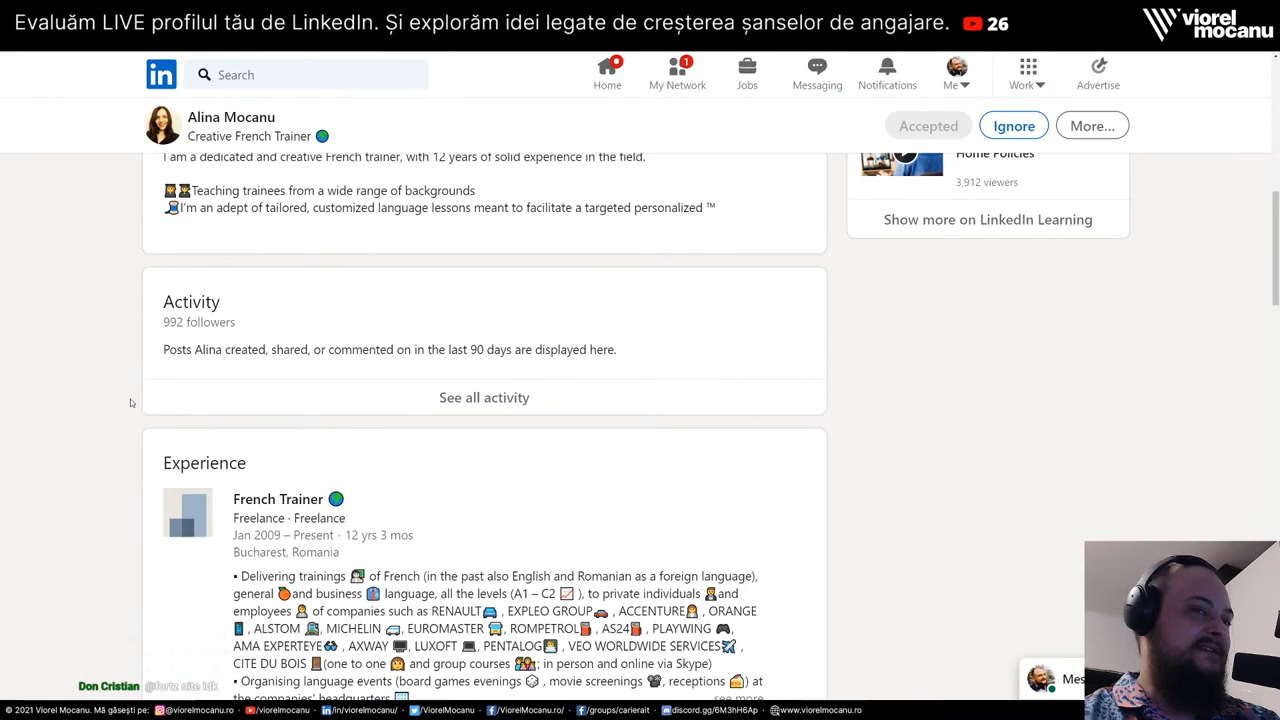 Evaluăm LIVE profilul tău de LinkedIn. Și explorăm idei legate de creșterea șanselor de angajare. 26
viorel
mocanu
in
Search
Home
My Network
1
Jobs
Messaging
Notifications
Me
Work
Advertise
Alina Mocanu
Creative French Trainer
Accepted
Ignore
More...
I am a dedicated and creative French trainer, with 12 years of solid experience in the field.
Teaching trainees from a wide range of backgrounds
I'm an adept of tailored, customized language lessons meant to facilitate a targeted personalized ™
Home Policies
3,912 viewers
Show more on LinkedIn Learning
Activity
992 followers
Posts Alina created, shared, or commented on in the last 90 days are displayed here.
See all activity
Experience
French Trainer
Freelance · Freelance
Jan 2009 – Present · 12 yrs 3 mos
Bucharest, Romania
▪ Delivering trainings of French (in the past also English and Romanian as a foreign language),
general and business language, all the levels (A1 – C2 ), to private individuals and
employees of companies such as RENAULT , EXPLEO GROUP , ACCENTURE , ORANGE
, ALSTOM , MICHELIN , EUROMASTER , ROMPETROL , AS24 , PLAYWING ,
AMA EXPERTEYE , AXWAY , LUXOFT , PENTALOG , VEO WORLDWIDE SERVICES ,
CITE DU BOIS (one to one and group courses ; in person and online via Skype)
▪ Organising language events (board games evenings , movie screenings , receptions ) at
the companies' headquarters
see more
Mes
Don Cristian @fortz nite idk
© 2021 Viorel Mocanu. Mă găsești pe: @viorelmocanu.ro /viorelmocanu in/viorelmocanu/ /ViorelMocanu /ViorelMocanu.ro/ /groups/carierait discord.gg/6M3hH6Ap www.viorelmocanu.ro